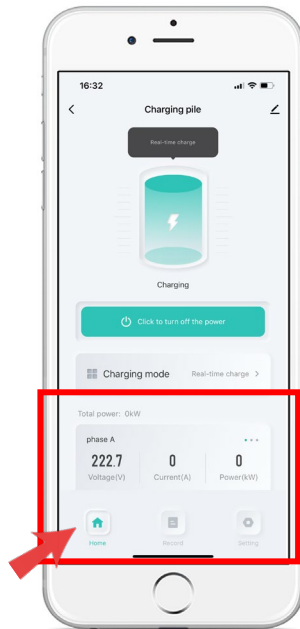 16:32
Charging pile
Real-time charge
Charging
Click to turn off the power
Charging mode Real-time charge >
Total power: 0kW
phase A
222.7 0 0
Voltage(V) Current(A) Power(kW)
Home Record Setting